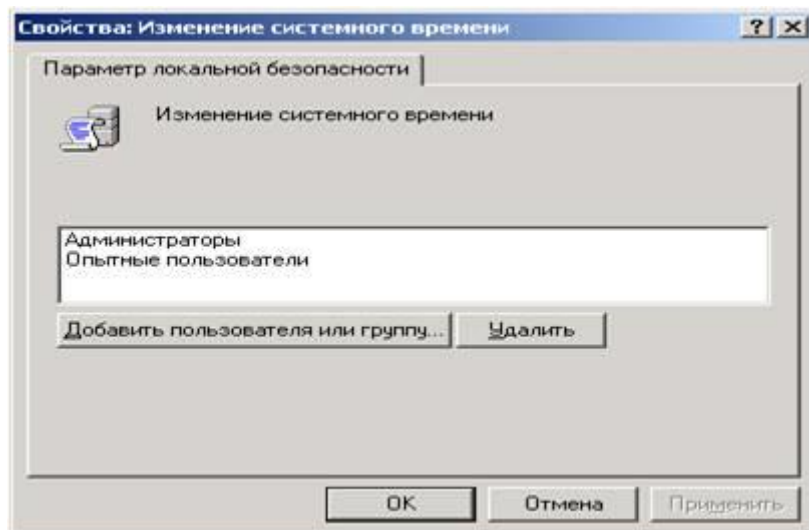 Свойства: Изменение системного времени
Параметр локальной безопасности
Изменение системного времени
Администраторы
Опытные пользователи
Добавить пользователя или группу... Удалить
ОК Отмена Применить